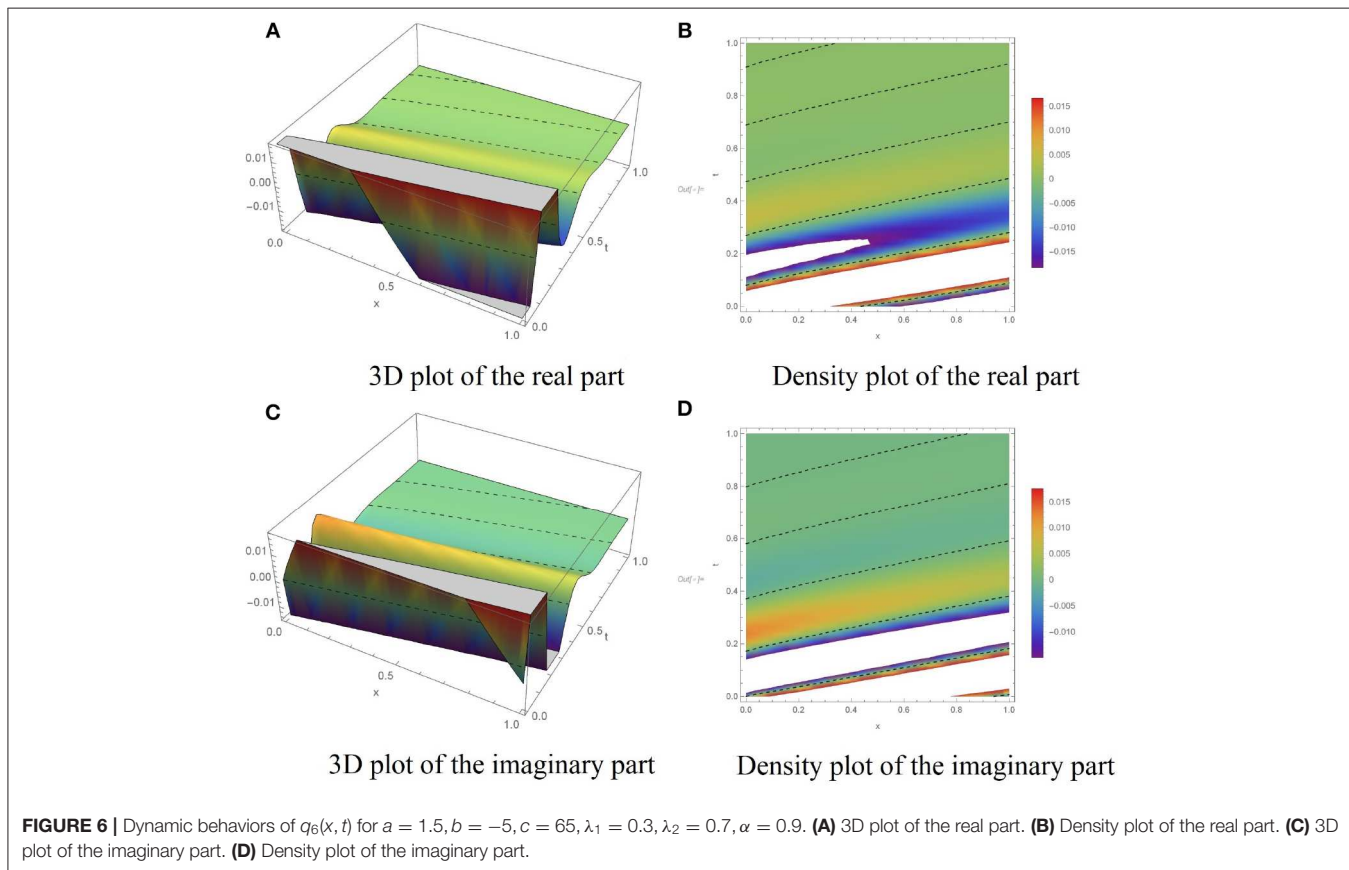 A
0.01
0.00
−0.01
0.0
0.5
x
1.0
0.0
0.5
t
1.0
3D plot of the real part
B
1.0
0.8
0.6
t
0.4
0.2
0.0
0.0
0.2
0.4
0.6
0.8
1.0
x
Out[-]=
0.015
0.010
0.005
0
−0.005
−0.010
−0.015
Density plot of the real part
C
0.01
0.00
−0.01
0.0
0.5
x
1.0
0.0
0.5
t
1.0
3D plot of the imaginary part
D
1.0
0.8
0.6
t
0.4
0.2
0.0
0.0
0.2
0.4
0.6
0.8
1.0
x
Out[-]=
0.015
0.010
0.005
0
−0.005
−0.010
Density plot of the imaginary part
FIGURE 6 | Dynamic behaviors of q₆(x, t) for a = 1.5, b = −5, c = 65, λ₁ = 0.3, λ₂ = 0.7, α = 0.9. (A) 3D plot of the real part. (B) Density plot of the real part. (C) 3D
plot of the imaginary part. (D) Density plot of the imaginary part.